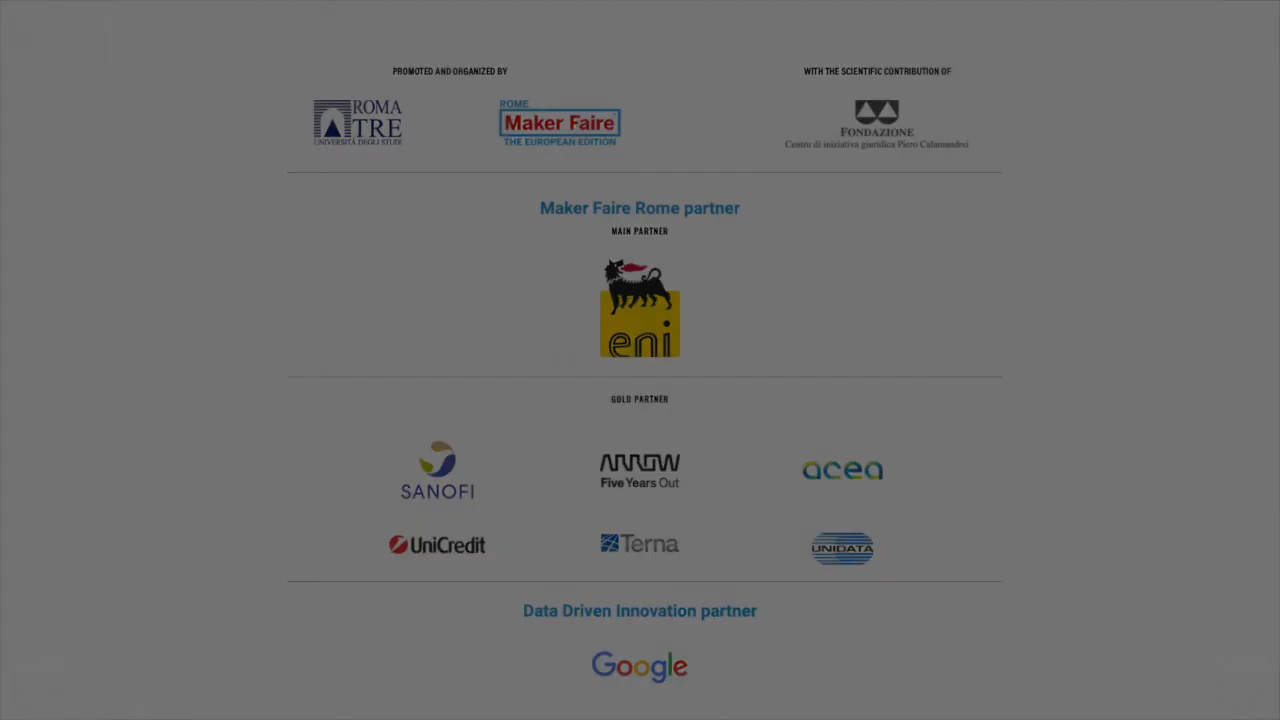 PROMOTED AND ORGANIZED BY
WITH THE SCIENTIFIC CONTRIBUTION OF
ROMA
TRE
UNIVERSITÀ DEGLI STUDI
ROME
Maker Faire
THE EUROPEAN EDITION
FONDAZIONE
Centro di iniziativa giuridica Piero Calamandrei
Maker Faire Rome partner
MAIN PARTNER
eni
GOLD PARTNER
SANOFI
ARROW
Five Years Out
acea
UniCredit
Terna
UNIDATA
Data Driven Innovation partner
Google